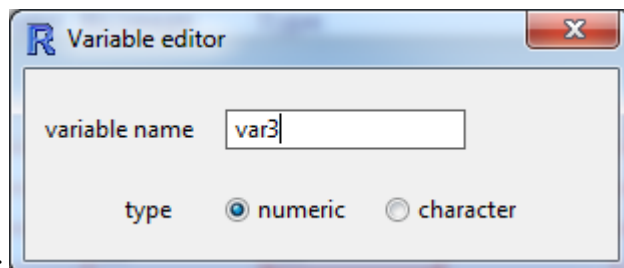 R Variable editor
variable name var3
type numeric character